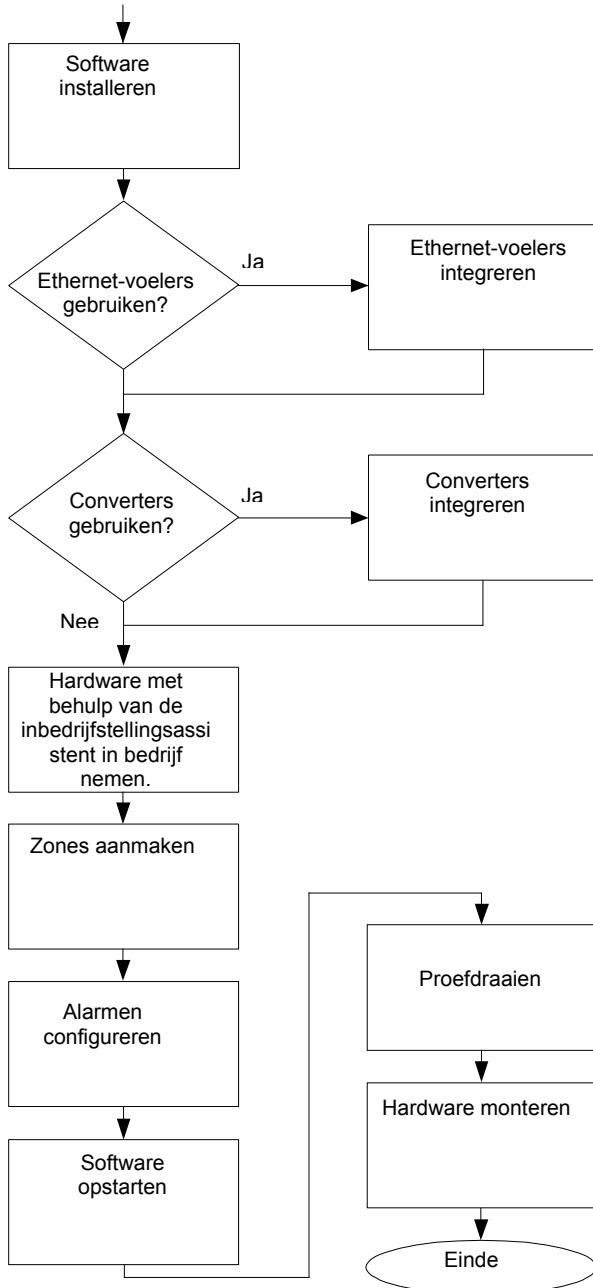 Software
installeren
Ethernet-voelers
gebruiken?
Ja
Ethernet-voelers
integreren
Converters
gebruiken?
Ja
Converters
integreren
Nee
Hardware met
behulp van de
inbedrijfstellingsassi
stent in bedrijf
nemen.
Zones aanmaken
Alarmen
configureren
Software
opstarten
Proefdraaien
Hardware monteren
Einde